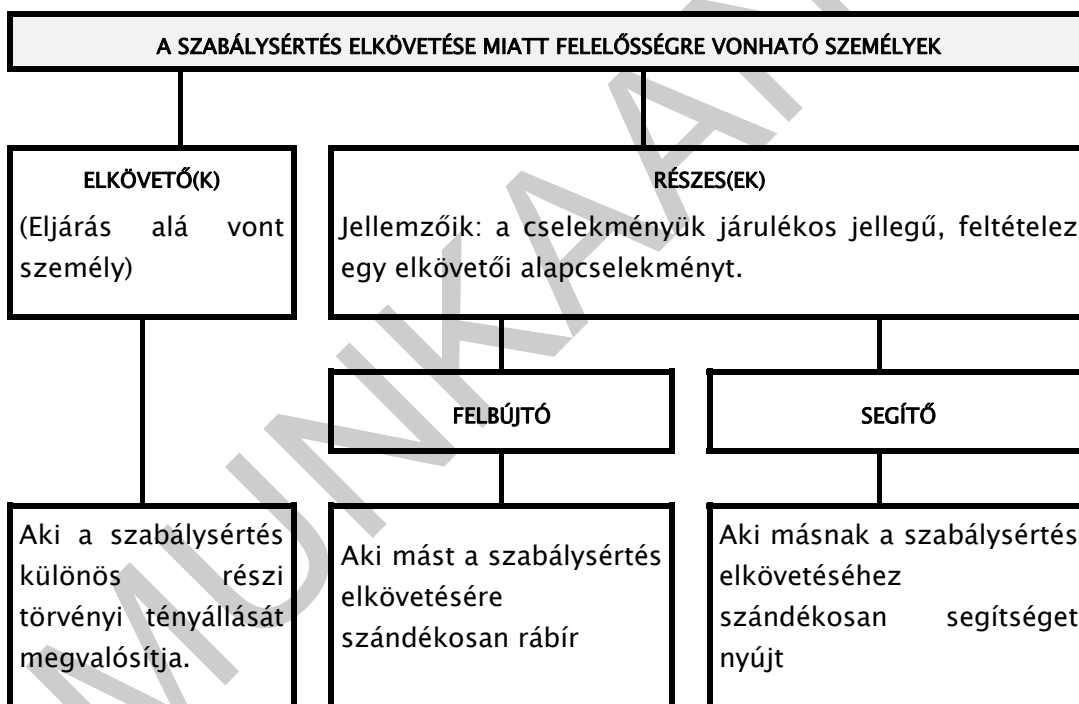 A SZABÁLYSÉRTÉS ELKÖVETÉSE MIATT FELELŐSSÉGRE VONHATÓ SZEMÉLYEK
ELKÖVETŐ(K)
(Eljárás alá vont
személy)
RÉSZES(EK)
Jellemzőik: a cselekményük járulékos jellegű, feltételez
egy elkövetői alapcselekményt.
FELBÚJTÓ
SEGÍTŐ
Aki a szabálysértés
különös részi
törvényi tényállását
megvalósítja.
Aki mást a szabálysértés
elkövetésére
szándékosan rábír
Aki másnak a szabálysértés
elkövetéséhez
szándékosan segítséget
nyújt